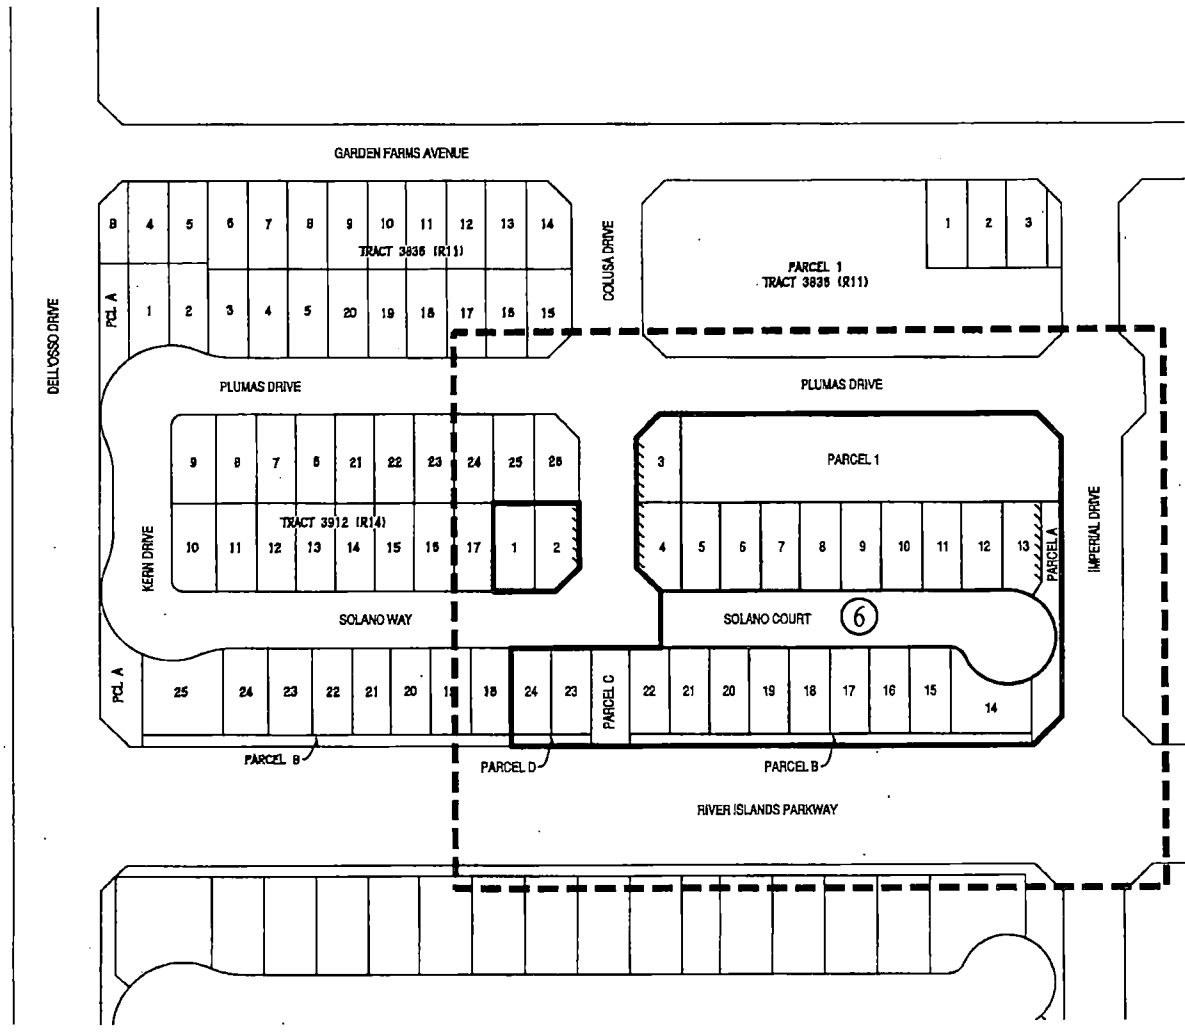 GARDEN FARMS AVENUE
B 4 5 6 7 8 9 10 11 12 13 14
1 2 3
TRACT 3836 (R11)
COLUSA DRIVE
PARCEL 1
TRACT 3836 (R11)
DELL'OSSO DRIVE
PCL A
1 2 3 4 5 20 19 18 17 16 15
PLUMAS DRIVE
PLUMAS DRIVE
9 8 7 6 21 22 23 24 25 26
3
PARCEL 1
TRACT 3912 (R14)
KERN DRIVE
10 11 12 13 14 15 16 17 1 2
4 5 6 7 8 9 10 11 12 13
PARCEL A
IMPERIAL DRIVE
SOLANO WAY
SOLANO COURT
6
PCL A
25 24 23 22 21 20 19 18 24 23
PARCEL C
22 21 20 19 18 17 16 15 14
PARCEL B
PARCEL D
PARCEL B
RIVER ISLANDS PARKWAY